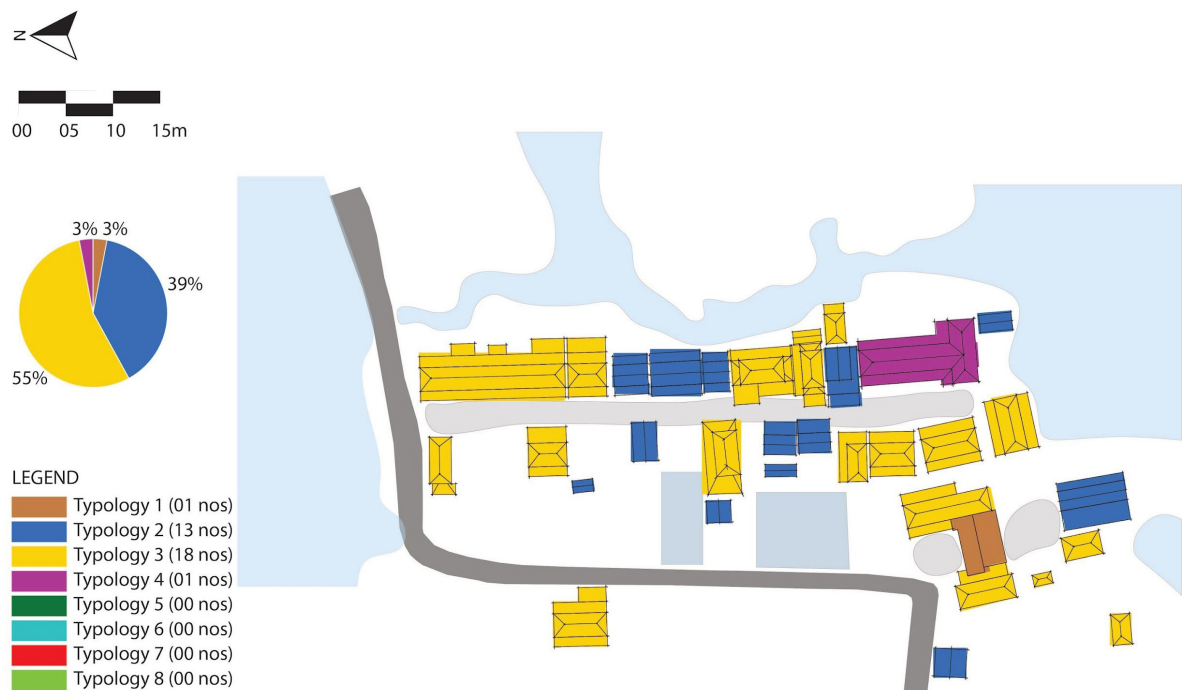 N
00 05 10 15m
3% 3%
39%
55%
LEGEND
Typology 1 (01 nos)
Typology 2 (13 nos)
Typology 3 (18 nos)
Typology 4 (01 nos)
Typology 5 (00 nos)
Typology 6 (00 nos)
Typology 7 (00 nos)
Typology 8 (00 nos)